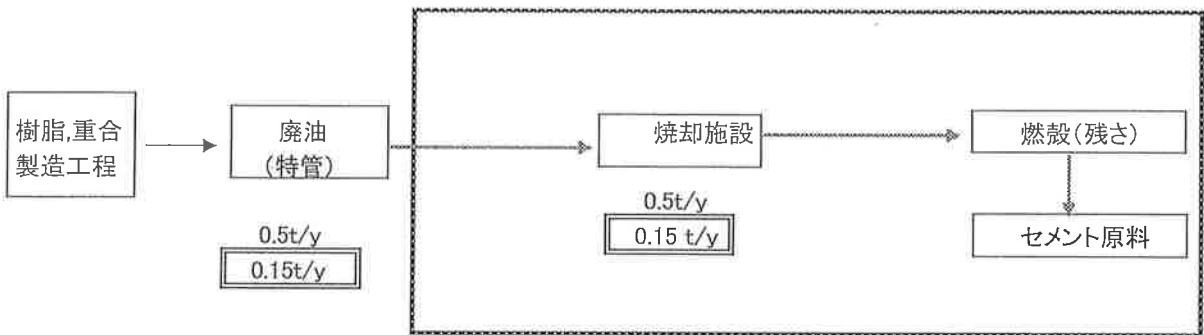 樹脂,重合
製造工程
廃油
(特管)
焼却施設
燃殻(残さ)
0.5t/y
0.15t/y
0.5t/y
0.15 t/y
セメント原料